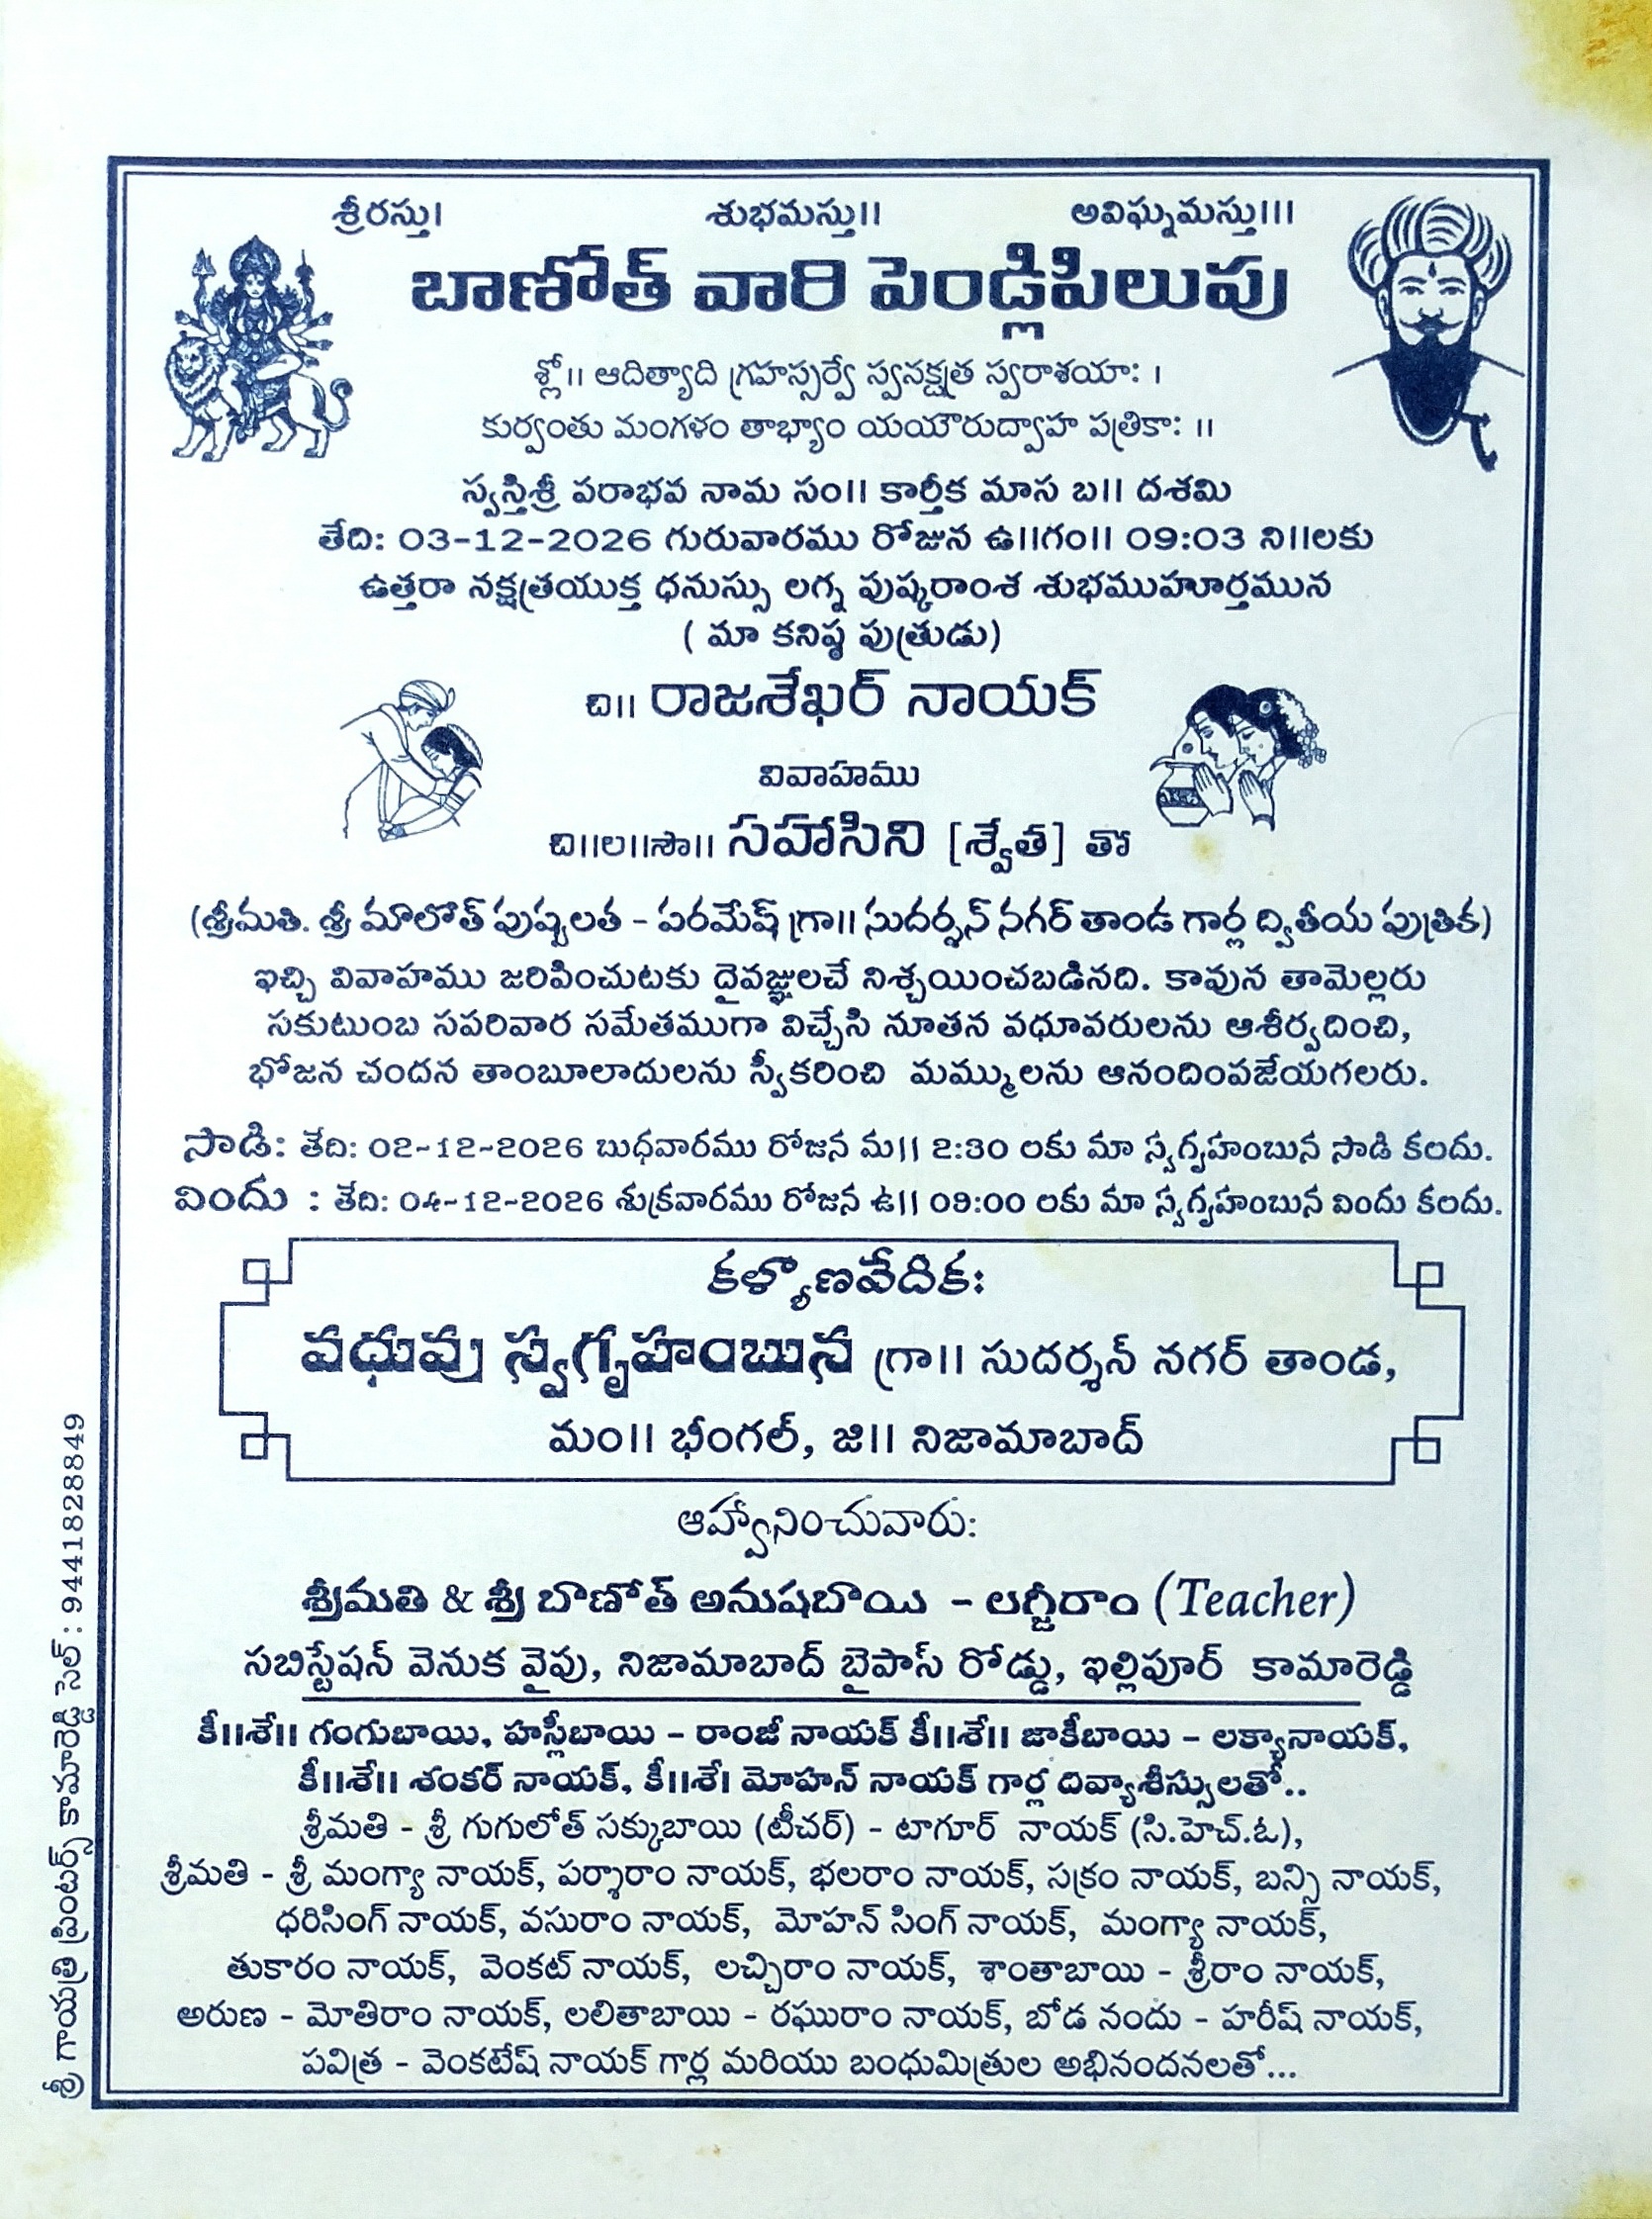 శ్రీరస్తు। శుభమస్తు॥ అవిఘ్నమస్తు॥।
బాణోత్ వారి పెండ్లిపిలుపు
శ్లో॥ ఆదిత్యాది గ్రహస్సర్వే స్వనక్షత్ర స్వరాశయాః ।
కుర్వంతు మంగళం తాభ్యాం యయౌరుద్వాహ పత్రికాః ॥
స్వస్తిశ్రీ పరాభవ నామ సం॥ కార్తీక మాస బ॥ దశమి
తేది: 03-12-2026 గురువారము రోజున ఉ॥గం॥ 09:03 ని॥లకు
ఉత్తరా నక్షత్రయుక్త ధనుస్సు లగ్న పుష్కరాంశ శుభముహూర్తమున
( మా కనిష్ఠ పుత్రుడు)
చి॥ రాజశేఖర్ నాయక్
వివాహము
చి॥ల॥సౌ॥ సహాసిని [శ్వేత] తో
(శ్రీమతి. శ్రీ మాలోత్ పుష్పలత - పరమేష్ గ్రా॥ సుదర్శన్ నగర్ తాండ గార్ల ద్వితీయ పుత్రిక)
ఇచ్చి వివాహము జరిపించుటకు దైవజ్ఞులచే నిశ్చయించబడినది. కావున తామెల్లరు
సకుటుంబ సపరివార సమేతముగా విచ్చేసి నూతన వధూవరులను ఆశీర్వదించి,
భోజన చందన తాంబూలాదులను స్వీకరించి మమ్ములను ఆనందింపజేయగలరు.
సాడి: తేది: 02-12-2026 బుధవారము రోజున మ॥ 2:30 లకు మా స్వగృహంబున సాడి కలదు.
విందు : తేది: 04-12-2026 శుక్రవారము రోజున ఉ॥ 09:00 లకు మా స్వగృహంబున విందు కలదు.
కళ్యాణవేదిక:
వధువు స్వగృహంబున గ్రా॥ సుదర్శన్ నగర్ తాండ,
మం॥ భీంగల్, జి॥ నిజామాబాద్
ఆహ్వానించువారు:
శ్రీమతి & శ్రీ బాణోత్ అనుషబాయి - లగ్జీరాం (Teacher)
సబిస్టేషన్ వెనుక వైపు, నిజామాబాద్ బైపాస్ రోడ్డు, ఇల్లిపూర్ కామారెడ్డి
కీ॥శే॥ గంగుబాయి, హస్లీబాయి - రాంజీ నాయక్ కీ॥శే॥ జాకీబాయి - లక్యానాయక్,
కీ॥శే॥ శంకర్ నాయక్, కీ॥శే। మోహన్ నాయక్ గార్ల దివ్యాశీస్సులతో..
శ్రీమతి - శ్రీ గుగులోత్ సక్కుబాయి (టీచర్) - టాగూర్ నాయక్ (సి.హెచ్.ఓ),
శ్రీమతి - శ్రీ మంగ్యా నాయక్, పర్శారాం నాయక్, భలరాం నాయక్, సక్రం నాయక్, బన్సి నాయక్,
ధరిసింగ్ నాయక్, వసురాం నాయక్, మోహన్ సింగ్ నాయక్, మంగ్యా నాయక్,
తుకారం నాయక్, వెంకట్ నాయక్, లచ్చిరాం నాయక్, శాంతాబాయి - శ్రీరాం నాయక్,
అరుణ - మోతిరాం నాయక్, లలితాబాయి - రఘురాం నాయక్, బోడ నందు - హరీష్ నాయక్,
పవిత్ర - వెంకటేష్ నాయక్ గార్ల మరియు బంధుమిత్రుల అభినందనలతో...
శ్రీ గాయత్రి ప్రింటర్స్ కామారెడ్డి సెల్ : 9441828849